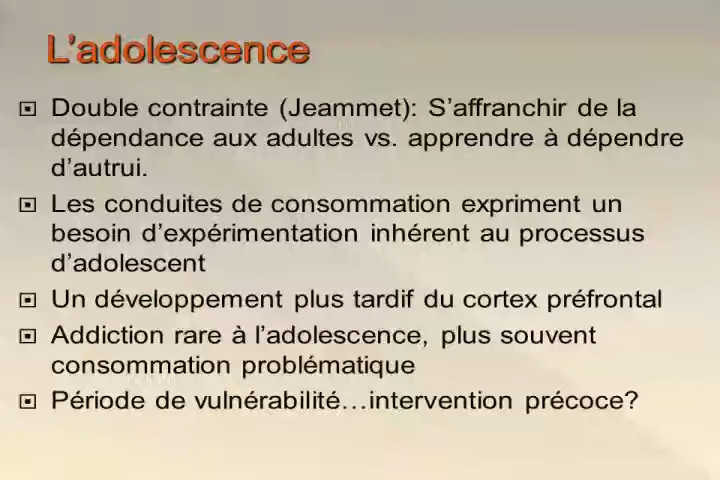 L’adolescence
Double contrainte (Jeammet): S’affranchir de la
dépendance aux adultes vs. apprendre à dépendre
d’autrui.
Les conduites de consommation expriment un
besoin d’expérimentation inhérent au processus
d’adolescent
Un développement plus tardif du cortex préfrontal
Addiction rare à l’adolescence, plus souvent
consommation problématique
Période de vulnérabilité…intervention précoce?